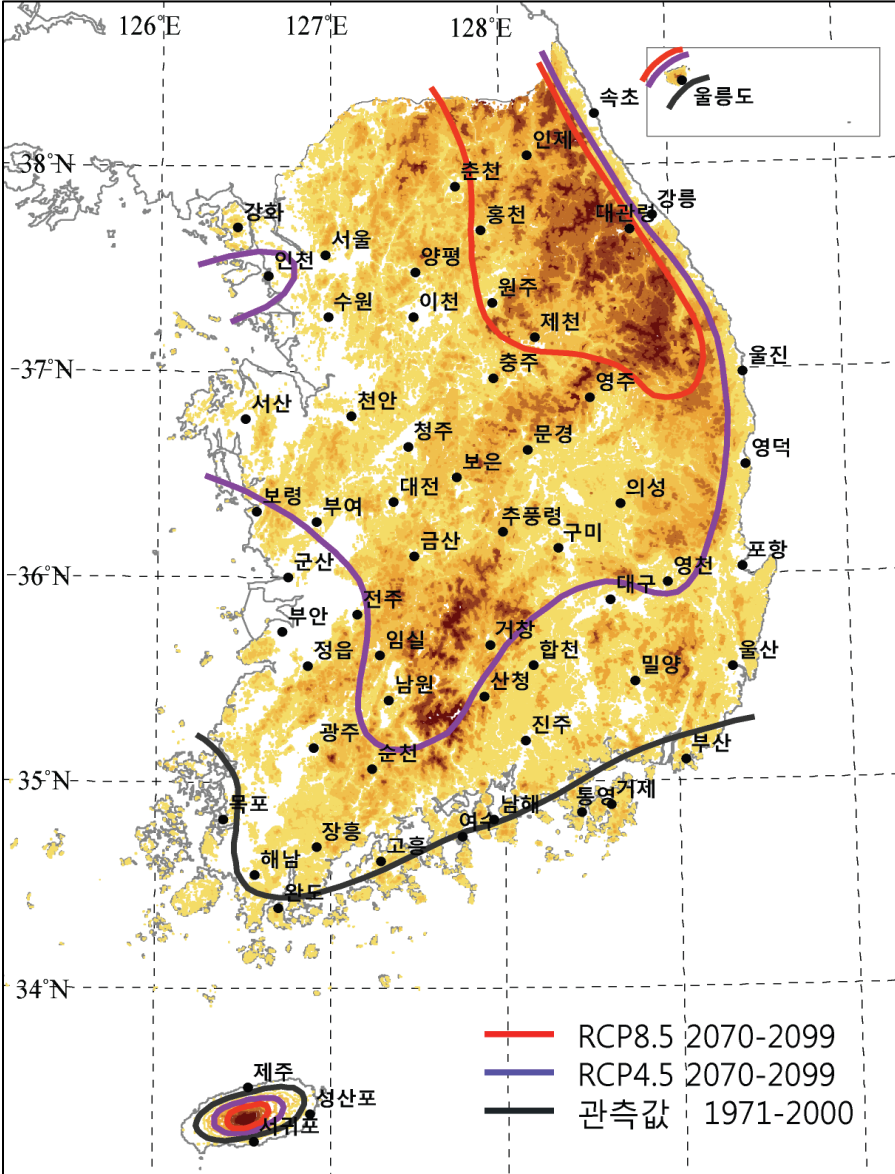 126°E 127°E 128°E
울릉도
속초
인제
38°N
춘천
강화
홍천
대관령
강릉
서울
인천
양평
수원
이천
원주
제천
37°N
충주
울진
서산
천안
영주
청주
문경
영덕
보은
보령
부여
대전
의성
추풍령
구미
금산
포항
36°N
군산
영천
대구
전주
부안
정읍
임실
거창
합천
울산
밀양
남원
산청
광주
진주
순천
부산
35°N
목포
통영
거제
남해
여수
장흥
고흥
해남
완도
34°N
RCP8.5 2070-2099
RCP4.5 2070-2099
관측값 1971-2000
제주
성산포
서귀포